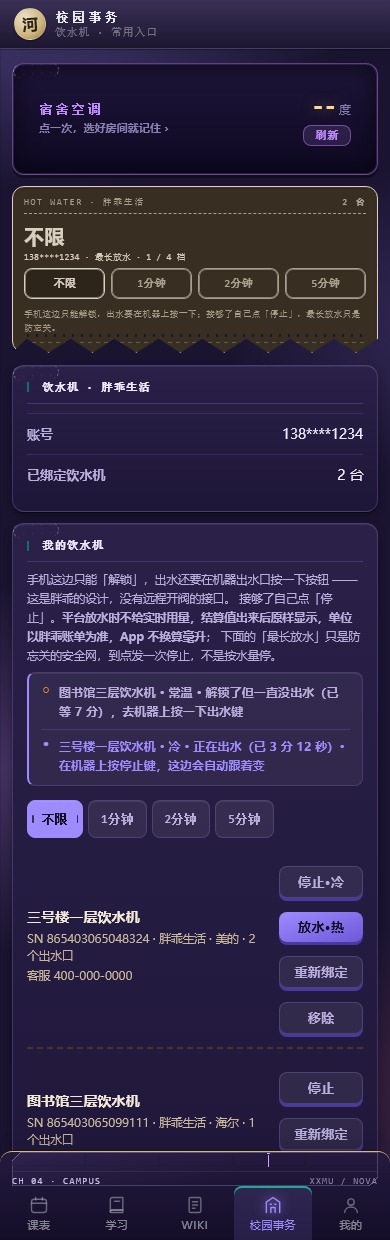 河
校园事务
饮水机 · 常用入口
宿舍空调
-- 度
点一次，选好房间就记住 ›
刷新
HOT WATER · 胖乖生活
2 台
不限
138****1234 · 最长放水 · 1 / 4 档
不限
1分钟
2分钟
5分钟
手机这边只能解锁，出水要在机器上按一下；接够了自己点「停止」，最长放水只是
防忘关。
饮水机 · 胖乖生活
账号
138****1234
已绑定饮水机
2 台
我的饮水机
手机这边只能「解锁」，出水还要在机器出水口按一下按钮 ——
这是胖乖的设计，没有远程开阀的接口。 接够了自己点「停
止」。平台放水时不给实时用量，结算值出来后原样显示，单位
以胖乖账单为准，App 不换算毫升； 下面的「最长放水」只是防
忘关的安全网，到点发一次停止，不是按水量停。
图书馆三层饮水机 • 常温 • 解锁了但一直没出水（已
等 7 分），去机器上按一下出水键
三号楼一层饮水机 • 冷 • 正在出水（已 3 分 12 秒） •
在机器上按停止键，这边会自动跟着变
不限
1分钟
2分钟
5分钟
停止•冷
放水•热
重新绑定
移除
三号楼一层饮水机
SN 865403065048324 · 胖乖生活 · 美的 · 2
个出水口
客服 400-000-0000
停止
重新绑定
图书馆三层饮水机
SN 865403065099111 · 胖乖生活 · 海尔 · 1
个出水口
CH 04 · CAMPUS
XXMU / NOVA
课表
学习
WIKI
校园事务
我的